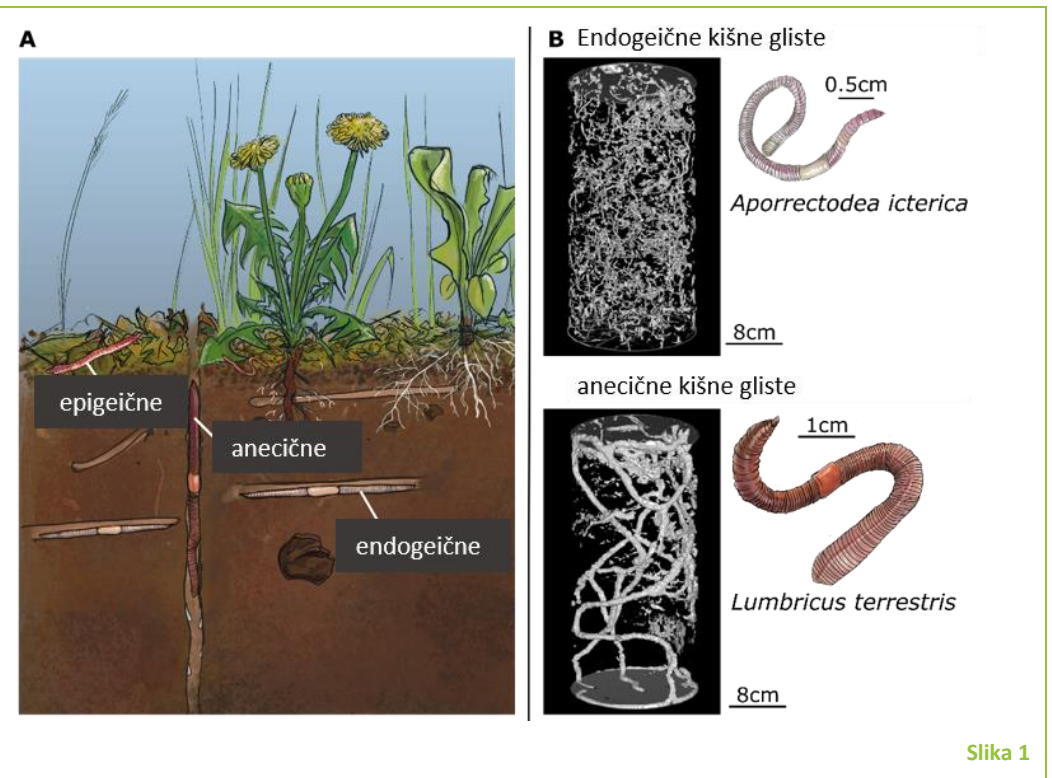 A
epigeične
anecične
endogeične
B Endogeične kišne gliste
0.5cm
Aporrectodea icterica
8cm
anecične kišne gliste
1cm
Lumbricus terrestris
8cm
Slika 1